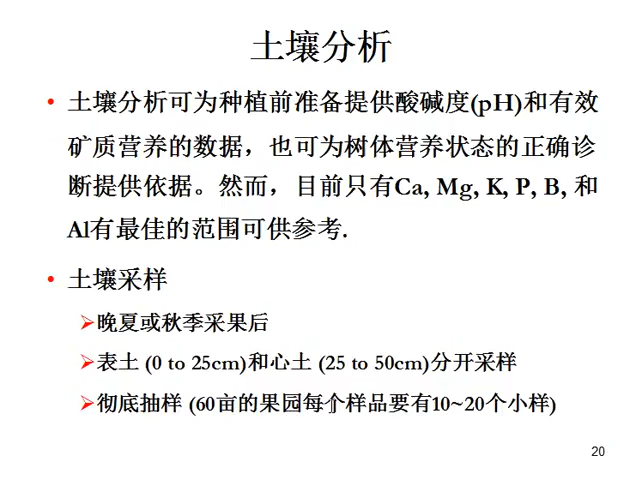 土壤分析
• 土壤分析可为种植前准备提供酸碱度(pH)和有效
矿质营养的数据，也可为树体营养状态的正确诊
断提供依据。然而，目前只有Ca, Mg, K, P, B, 和
Al有最佳的范围可供参考.
• 土壤采样
➢晚夏或秋季采果后
➢表土 (0 to 25cm)和心土 (25 to 50cm)分开采样
➢彻底抽样 (60亩的果园每个样品要有10~20个小样)
20